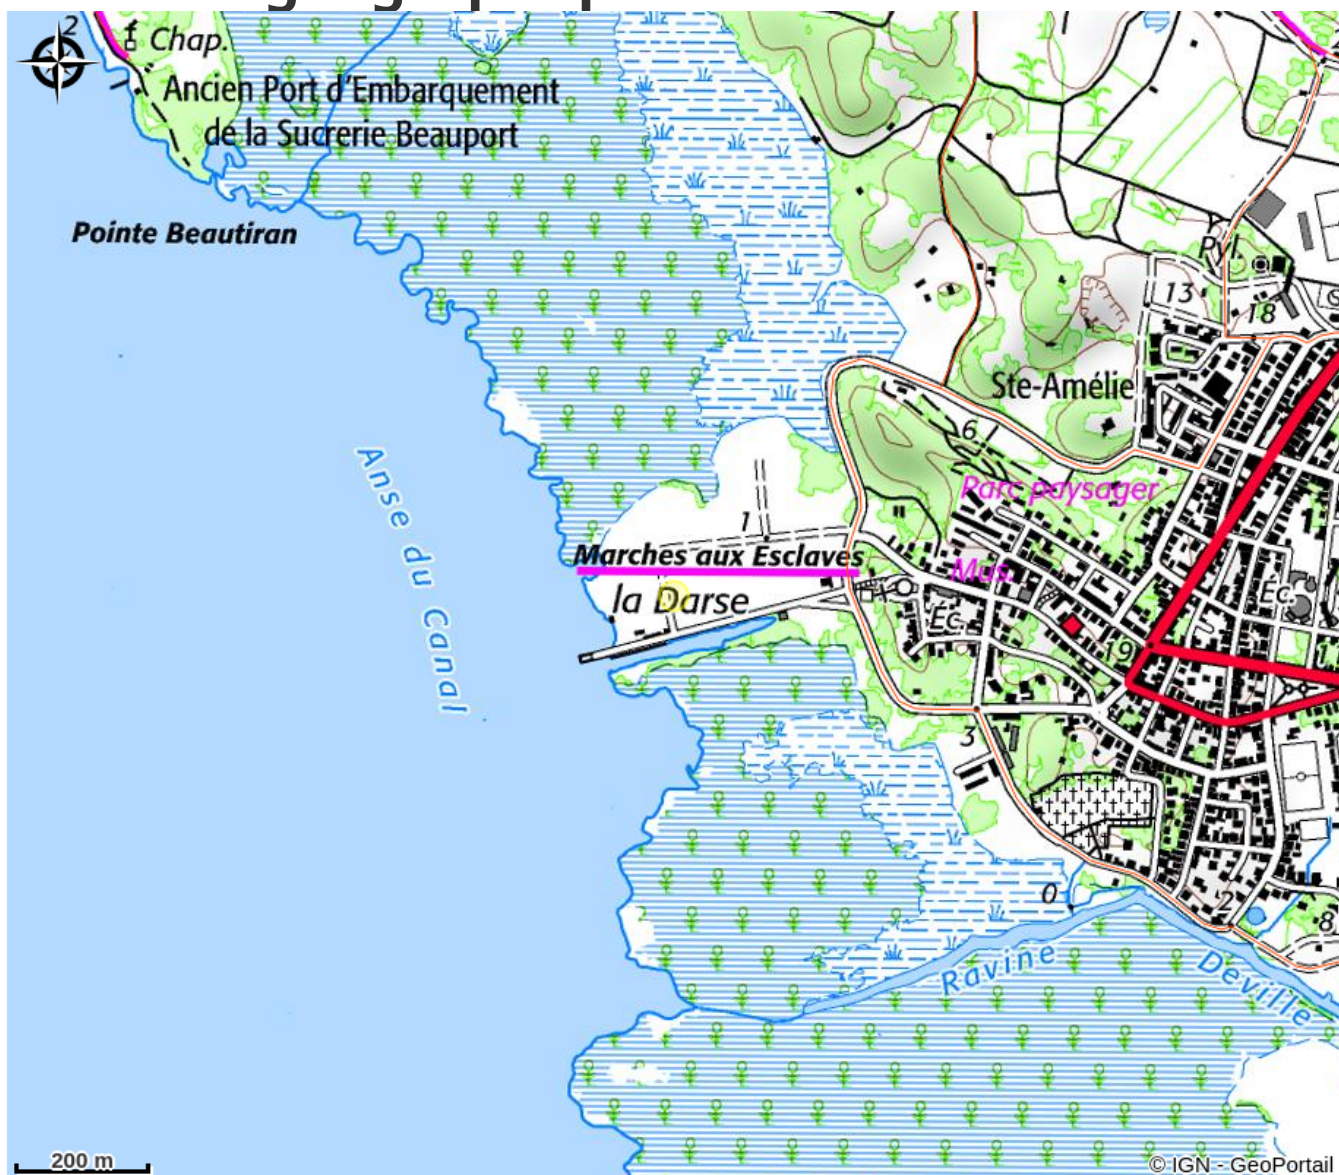 2
Chap.
Ancien Port d'Embarquement
de la Sucrerie Beauport
Pointe Beautiran
Pyl.
13
18
Ste-Amélie
6
Parc paysager
1
Marches aux Esclaves
Mus.
la Darse
Éc.
Éc.
Anse du Canal
19
11
3
0
2
8
Ravine Deville
200 m
© IGN - GeoPortail